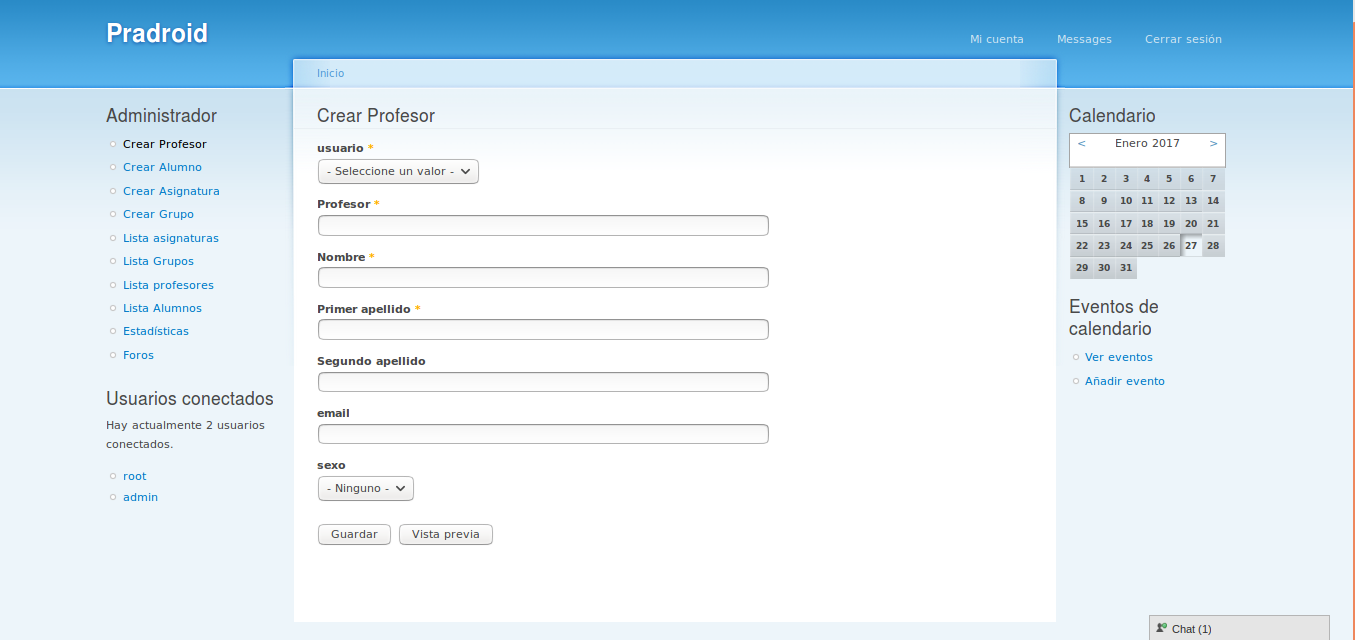 Pradroid
Mi cuenta Messages Cerrar sesión
Inicio
Administrador
Crear Profesor
Crear Alumno
Crear Asignatura
Crear Grupo
Lista asignaturas
Lista Grupos
Lista profesores
Lista Alumnos
Estadísticas
Foros
Usuarios conectados
Hay actualmente 2 usuarios
conectados.
root
admin
Crear Profesor
usuario *
- Seleccione un valor -
Profesor *
Nombre *
Primer apellido *
Segundo apellido
email
sexo
- Ninguno -
Guardar Vista previa
Calendario
< Enero 2017 >
1 2 3 4 5 6 7
8 9 10 11 12 13 14
15 16 17 18 19 20 21
22 23 24 25 26 27 28
29 30 31
Eventos de
calendario
Ver eventos
Añadir evento
Chat (1)